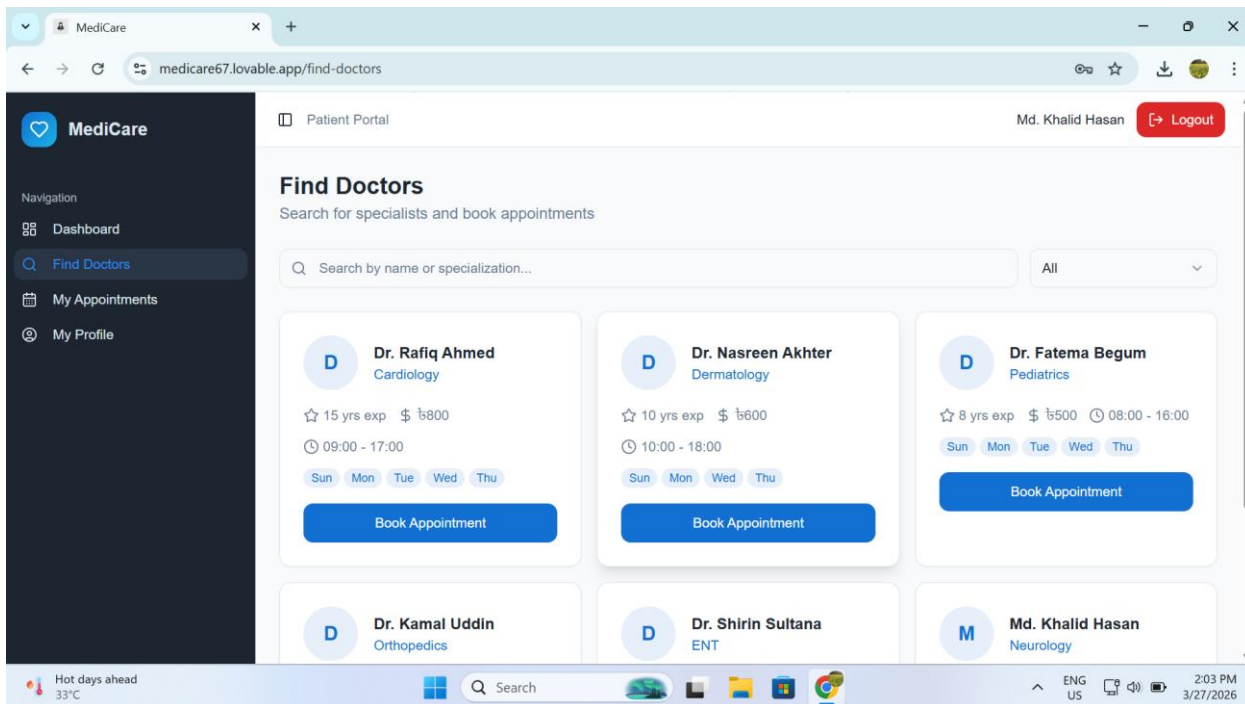 MediCare
medicare67.lovable.app/find-doctors
MediCare
Navigation
Dashboard
Find Doctors
My Appointments
My Profile
Patient Portal
Md. Khalid Hasan
Logout
Find Doctors
Search for specialists and book appointments
Search by name or specialization...
All
D
Dr. Rafiq Ahmed
Cardiology
15 yrs exp $ ৳800
09:00 - 17:00
Sun Mon Tue Wed Thu
Book Appointment
D
Dr. Nasreen Akhter
Dermatology
10 yrs exp $ ৳600
10:00 - 18:00
Sun Mon Wed Thu
Book Appointment
D
Dr. Fatema Begum
Pediatrics
8 yrs exp $ ৳500 08:00 - 16:00
Sun Mon Tue Wed Thu
Book Appointment
D
Dr. Kamal Uddin
Orthopedics
D
Dr. Shirin Sultana
ENT
M
Md. Khalid Hasan
Neurology
Hot days ahead
33°C
Search
ENG
US
2:03 PM
3/27/2026